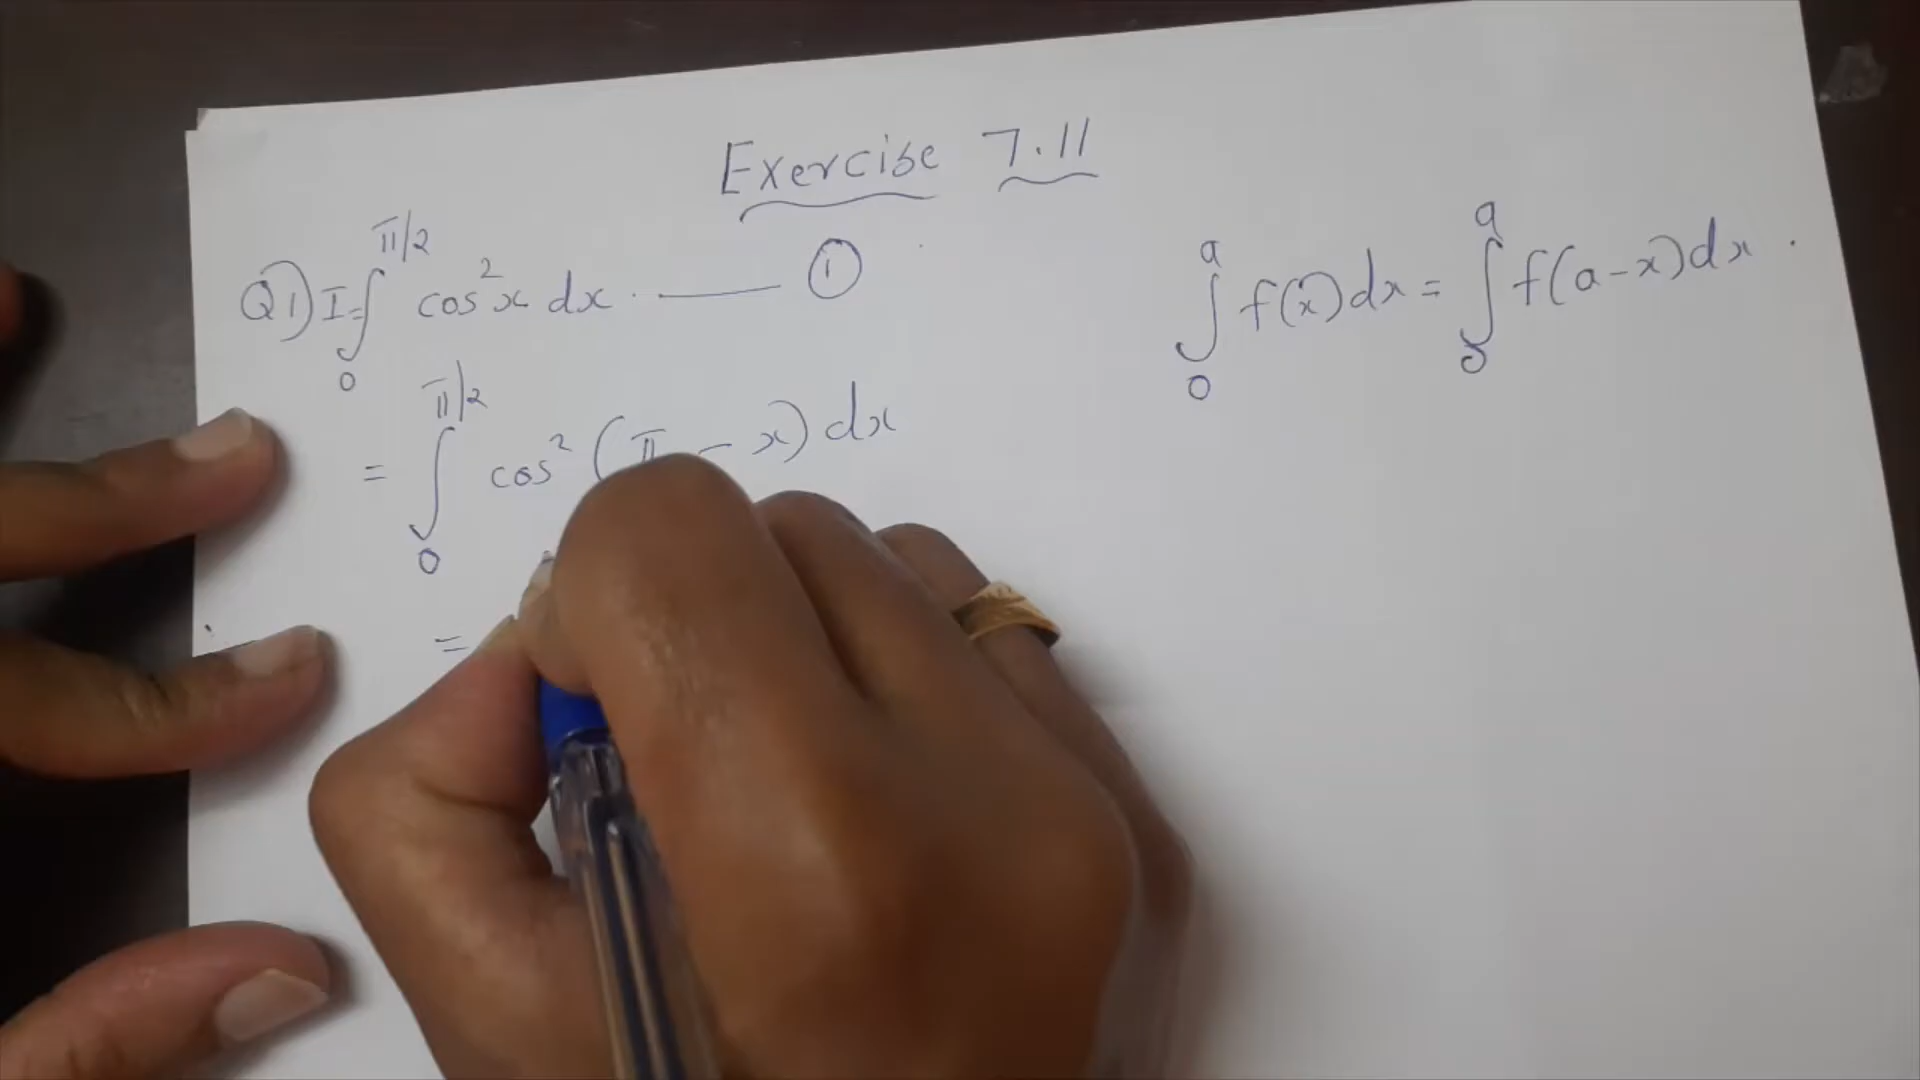 Exercise 7.11
Q1) I = ∫₀^π/2 cos²x dx. ——— ①
∫₀^a f(x)dx = ∫₀^a f(a-x)dx.
= ∫₀^π/2 cos² (π - x) dx
=